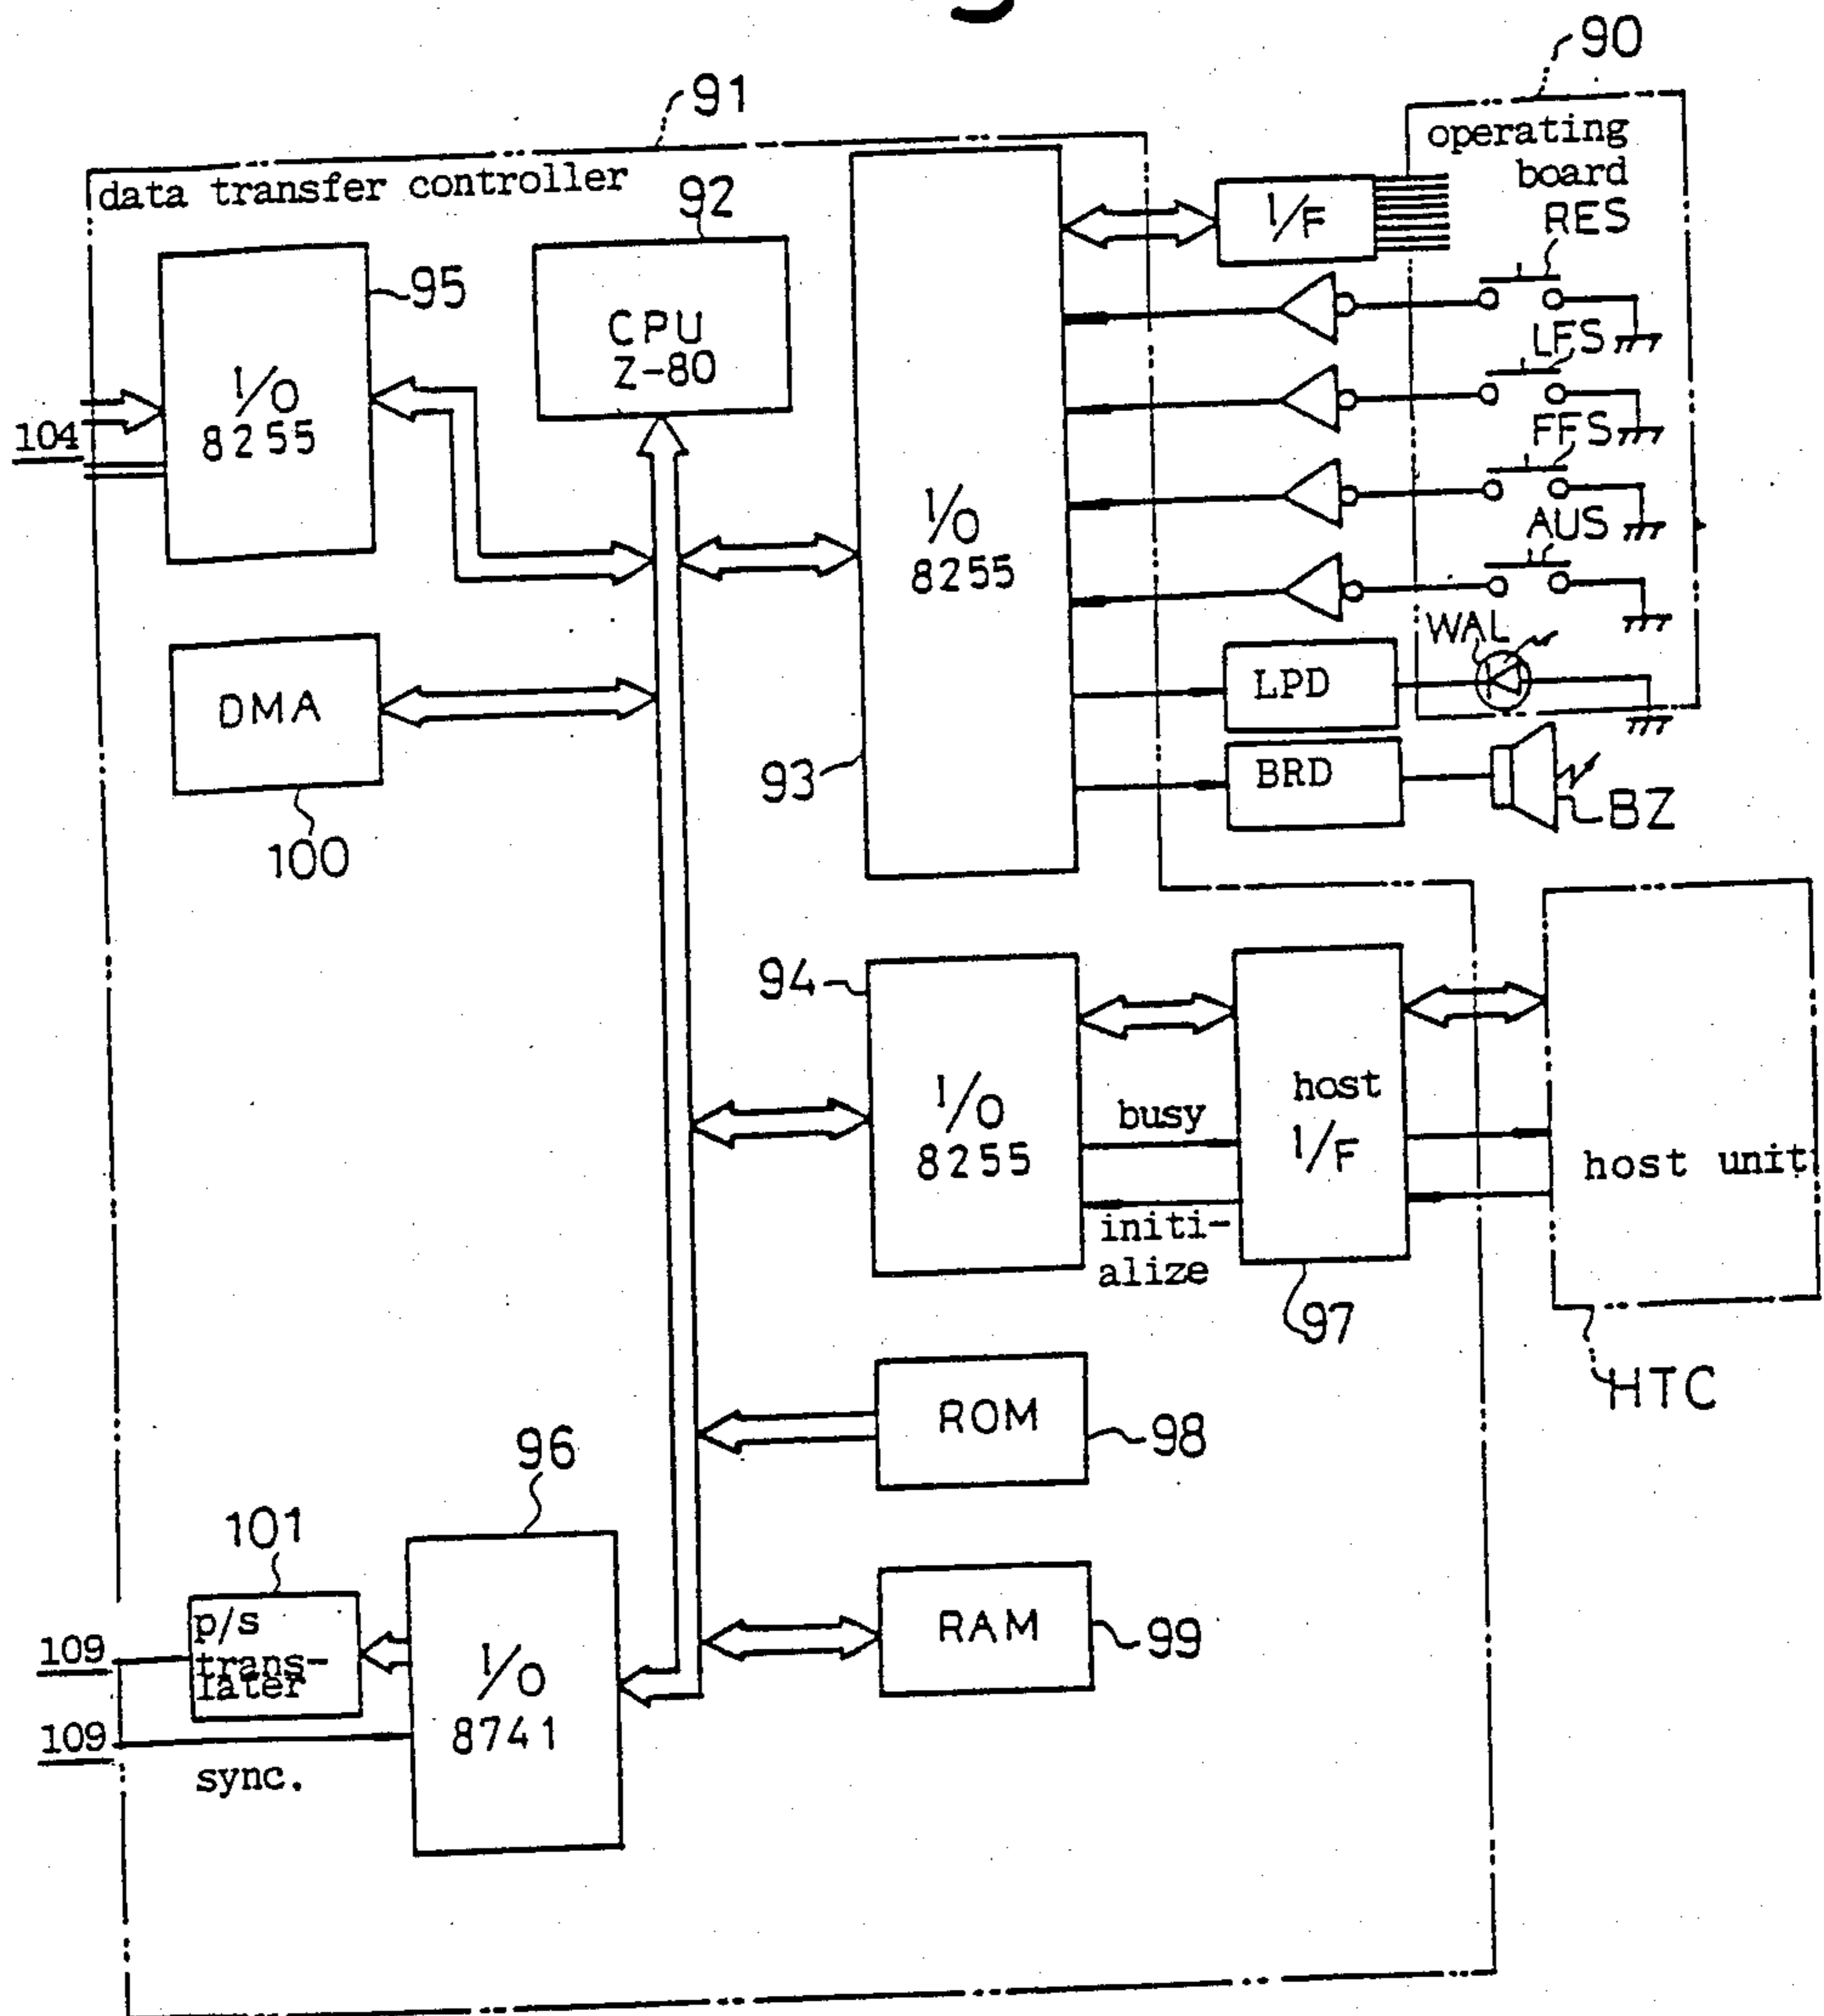 90
91
operating
board
data transfer controller
92
I/F
RES
95
CPU
Z-80
LFS
I/O
8255
104
FFS
I/O
8255
AUS
WAL
DMA
LPD
93
BRD
BZ
100
94
I/O
8255
busy
host
I/F
host unit
initi-
alize
97
HTC
ROM
98
96
101
p/s
trans-
later
109
RAM
99
I/O
8741
109
sync.